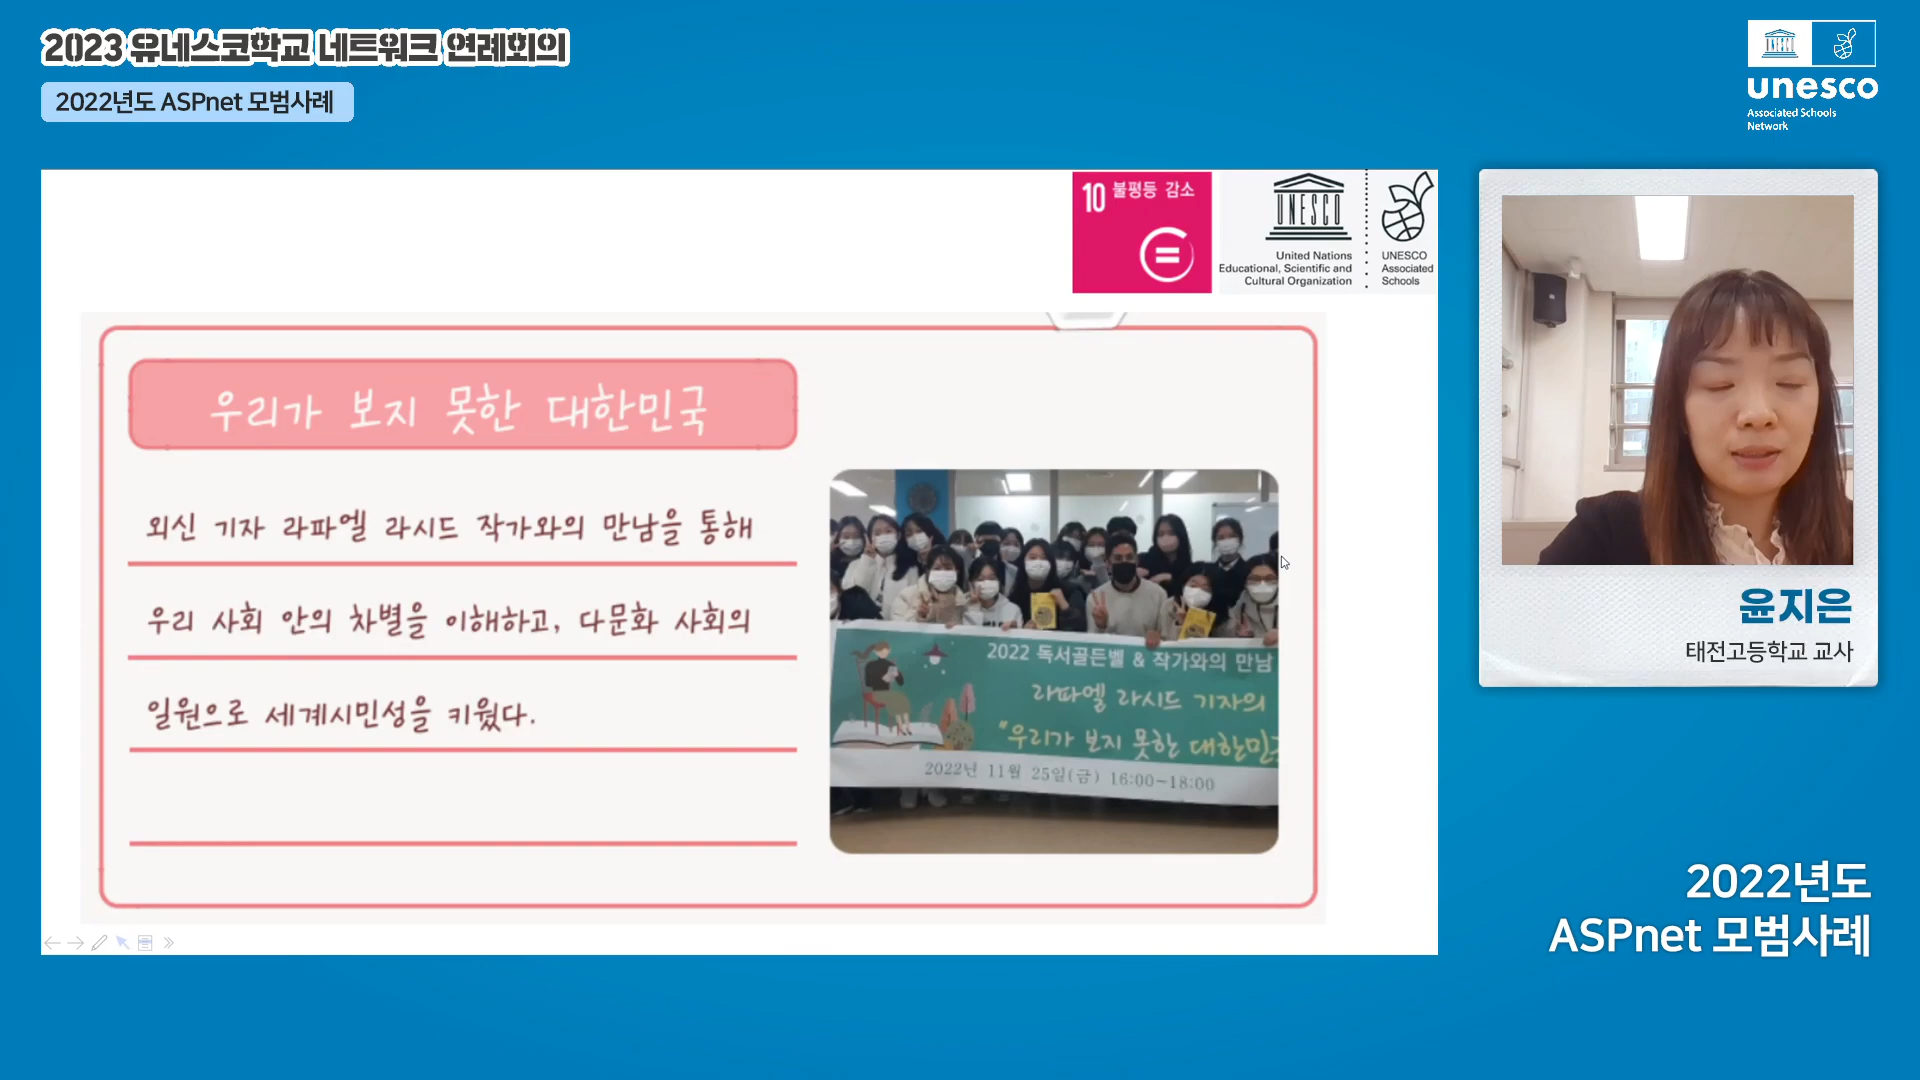 2023 유네스코학교 네트워크 연례회의
2022년도 ASPnet 모범사례
unesco
Associated Schools
Network
10 불평등 감소
UNESCO
United Nations
Educational, Scientific and
Cultural Organization
UNESCO
Associated
Schools
우리가 보지 못한 대한민국
외신 기자 라파엘 라시드 작가와의 만남을 통해
우리 사회 안의 차별을 이해하고, 다문화 사회의
일원으로 세계시민성을 키웠다.
2022 독서골든벨 & 작가와의 만남
라파엘 라시드 기자의
"우리가 보지 못한 대한민국
2022년 11월 25일(금) 16:00-18:00
윤지은
태전고등학교 교사
2022년도
ASPnet 모범사례